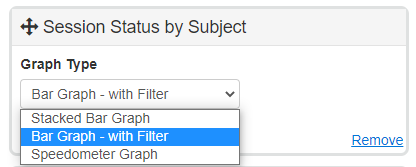 Session Status by Subject
Graph Type
Bar Graph - with Filter
Stacked Bar Graph
Bar Graph - with Filter
Speedometer Graph
Remove